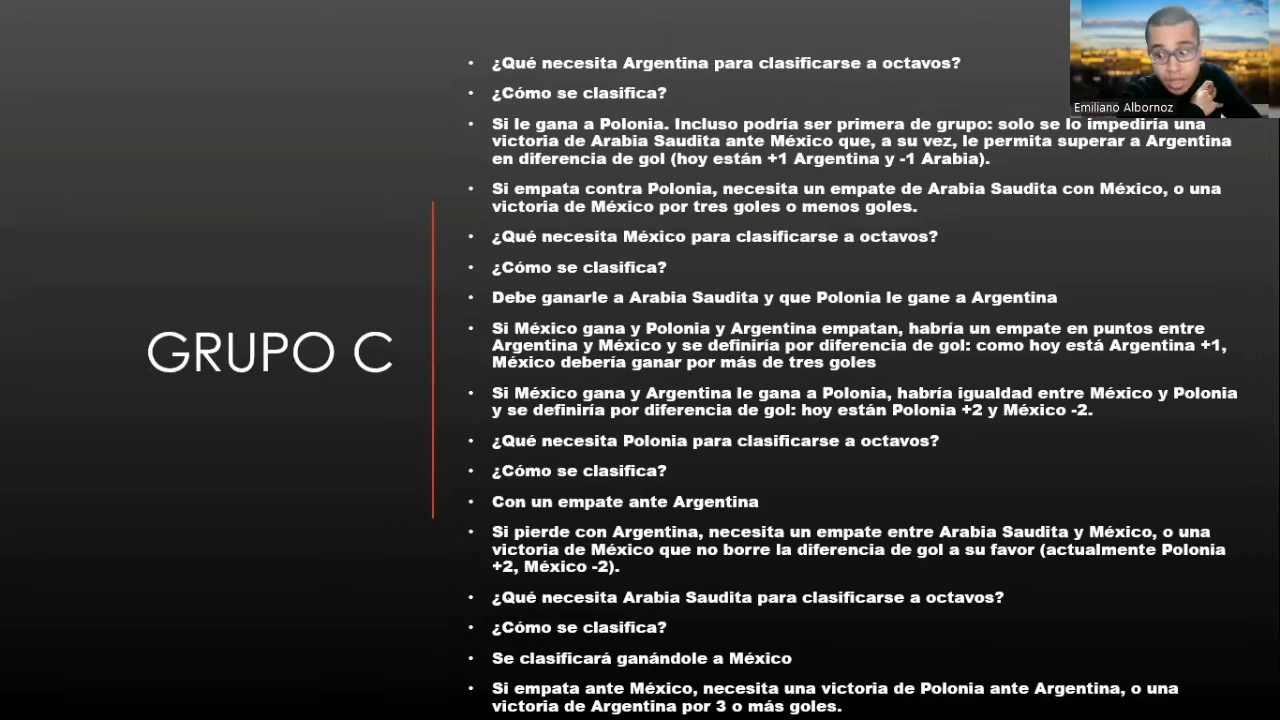 GRUPO C
• ¿Qué necesita Argentina para clasificarse a octavos?
• ¿Cómo se clasifica?
• Si le gana a Polonia. Incluso podría ser primera de grupo: solo se lo impediría una
victoria de Arabia Saudita ante México que, a su vez, le permita superar a Argentina
en diferencia de gol (hoy están +1 Argentina y -1 Arabia).
• Si empata contra Polonia, necesita un empate de Arabia Saudita con México, o una
victoria de México por tres goles o menos goles.
• ¿Qué necesita México para clasificarse a octavos?
• ¿Cómo se clasifica?
• Debe ganarle a Arabia Saudita y que Polonia le gane a Argentina
• Si México gana y Polonia y Argentina empatan, habría un empate en puntos entre
Argentina y México y se definiría por diferencia de gol: como hoy está Argentina +1,
México debería ganar por más de tres goles
• Si México gana y Argentina le gana a Polonia, habría igualdad entre México y Polonia
y se definiría por diferencia de gol: hoy están Polonia +2 y México -2.
• ¿Qué necesita Polonia para clasificarse a octavos?
• ¿Cómo se clasifica?
• Con un empate ante Argentina
• Si pierde con Argentina, necesita un empate entre Arabia Saudita y México, o una
victoria de México que no borre la diferencia de gol a su favor (actualmente Polonia
+2, México -2).
• ¿Qué necesita Arabia Saudita para clasificarse a octavos?
• ¿Cómo se clasifica?
• Se clasificará ganándole a México
• Si empata ante México, necesita una victoria de Polonia ante Argentina, o una
victoria de Argentina por 3 o más goles.
Emiliano Albornoz